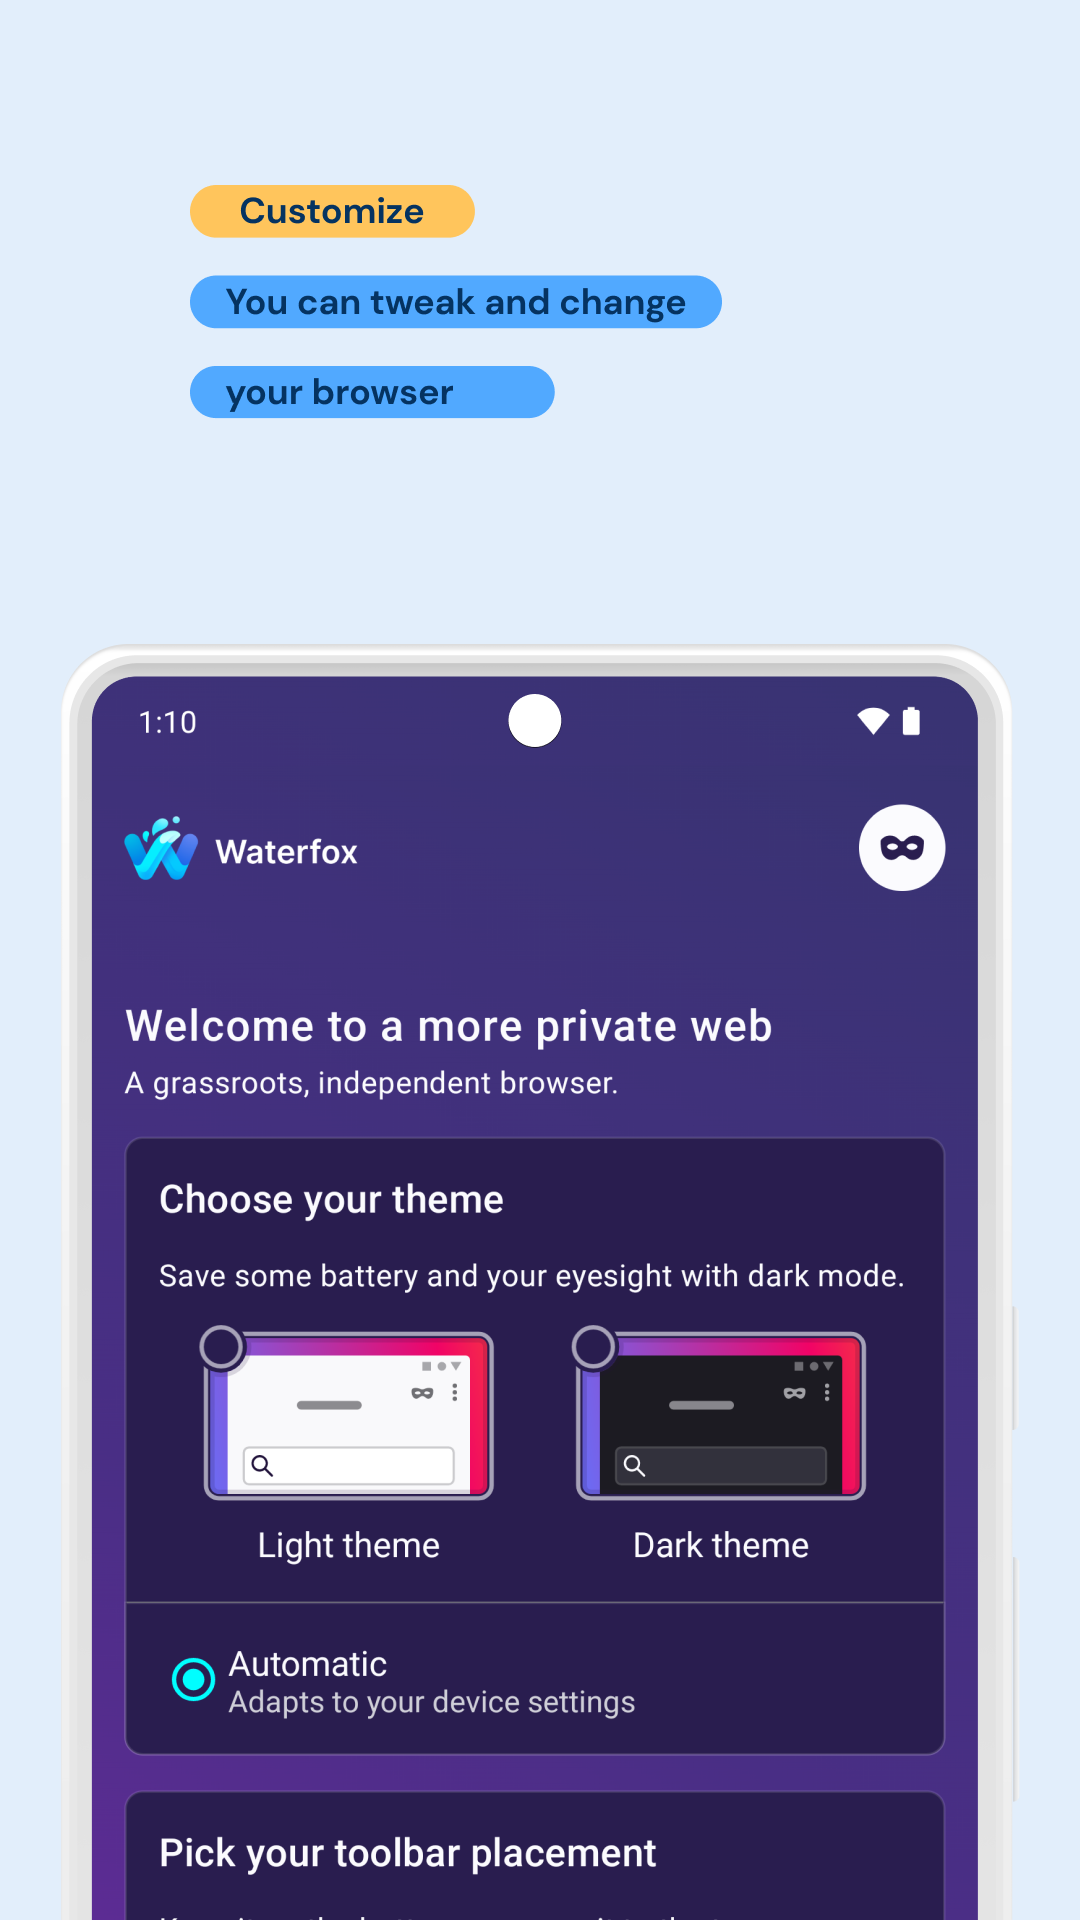 Customize
You can tweak and change
your browser
1:10
Waterfox
Welcome to a more private web
A grassroots, independent browser.
Choose your theme
Save some battery and your eyesight with dark mode.
Light theme
Dark theme
Automatic
Adapts to your device settings
Pick your toolbar placement